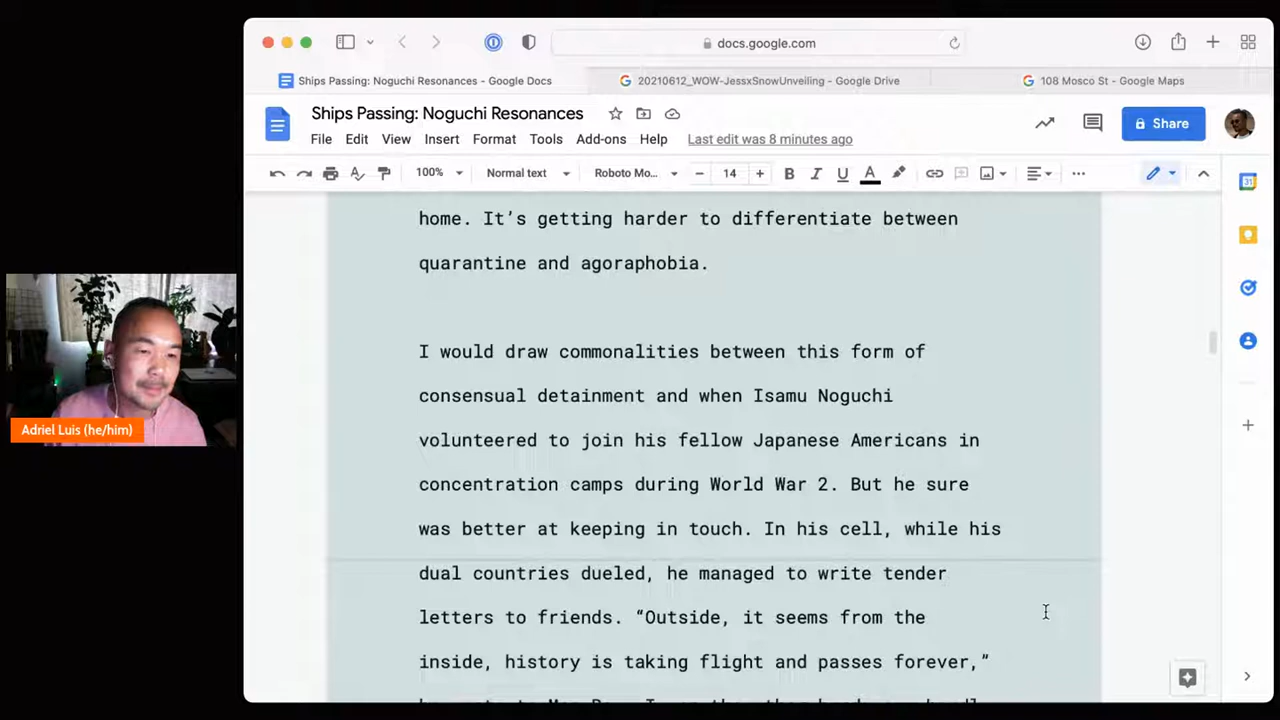 docs.google.com
Ships Passing: Noguchi Resonances - Google Docs
20210612_WOW-JessxSnowUnveiling - Google Drive
108 Mosco St - Google Maps
Ships Passing: Noguchi Resonances
File Edit View Insert Format Tools Add-ons Help Last edit was 8 minutes ago
Share
100% Normal text Roboto Mo... 14 B I U A
home. It’s getting harder to differentiate between
quarantine and agoraphobia.
I would draw commonalities between this form of
consensual detainment and when Isamu Noguchi
volunteered to join his fellow Japanese Americans in
concentration camps during World War 2. But he sure
was better at keeping in touch. In his cell, while his
dual countries dueled, he managed to write tender
letters to friends. “Outside, it seems from the
inside, history is taking flight and passes forever,”
Adriel Luis (he/him)
31